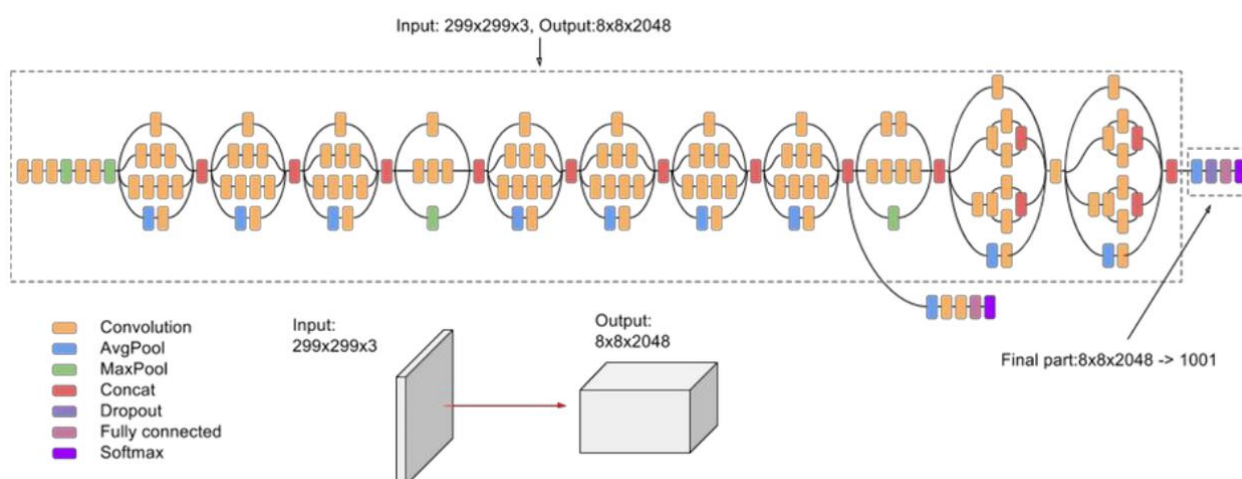 Input: 299x299x3, Output:8x8x2048
Convolution
AvgPool
MaxPool
Concat
Dropout
Fully connected
Softmax
Input:
299x299x3
Output:
8x8x2048
Final part:8x8x2048 -> 1001